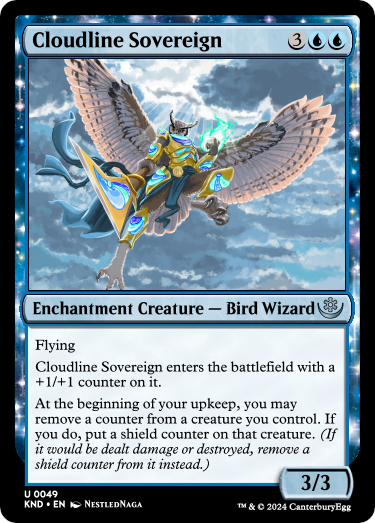 Cloudline Sovereign 3
Enchantment Creature — Bird Wizard
Flying
Cloudline Sovereign enters the battlefield with a
+1/+1 counter on it.
At the beginning of your upkeep, you may
remove a counter from a creature you control. If
you do, put a shield counter on that creature. (If
it would be dealt damage or destroyed, remove a
shield counter from it instead.)
3/3
U 0049
KND • EN NestledNaga
™ & © 2024 CanterburyEgg